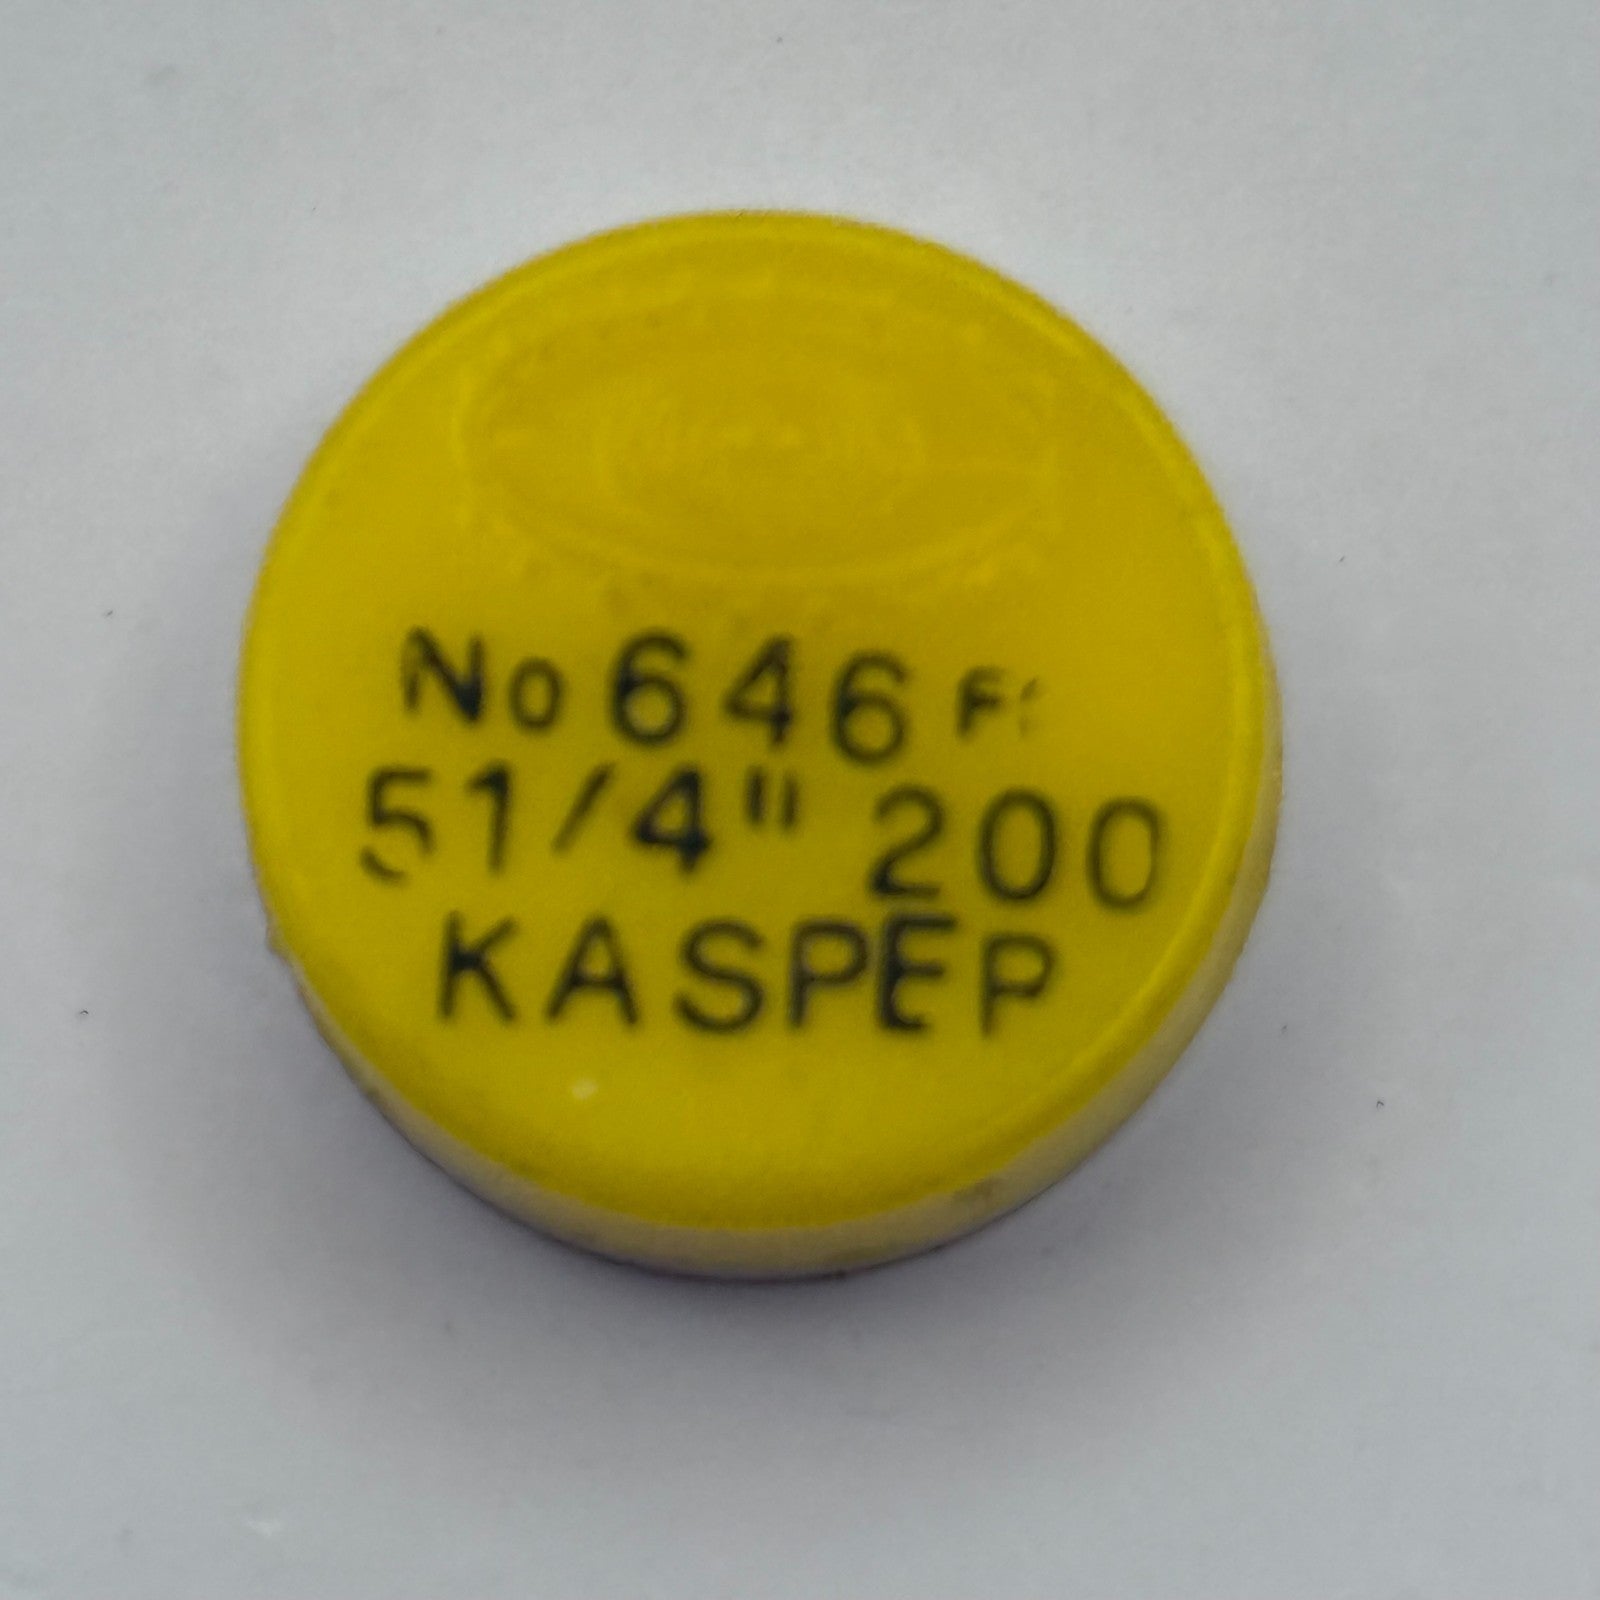 No 646
51/4" 200
KASPEP